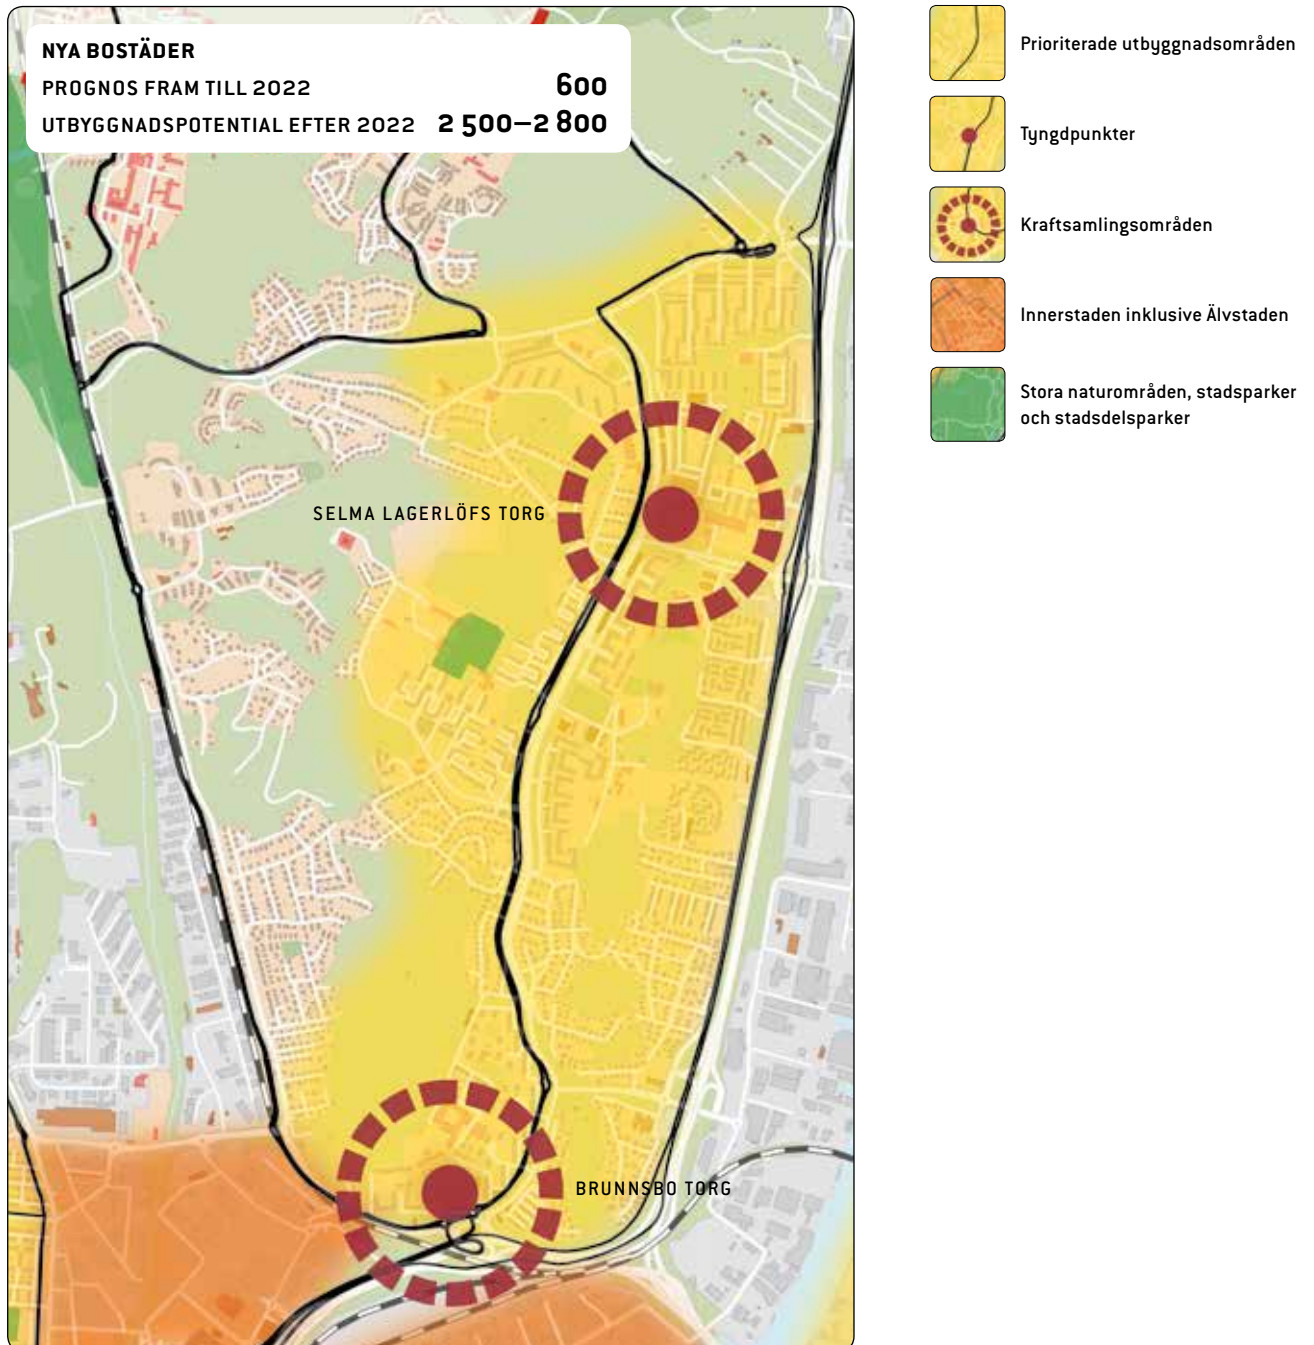 NYA BOSTÄDER
PROGNOS FRAM TILL 2022 600
UTBYGGNADSPOTENTIAL EFTER 2022 2 500–2 800
SELMA LAGERLÖFS TORG
BRUNNSBO TORG
Prioriterade utbyggnadsområden
Tyngdpunkter
Kraftsamlingsområden
Innerstaden inklusive Älvstaden
Stora naturområden, stadsparker
och stadsdelsparker